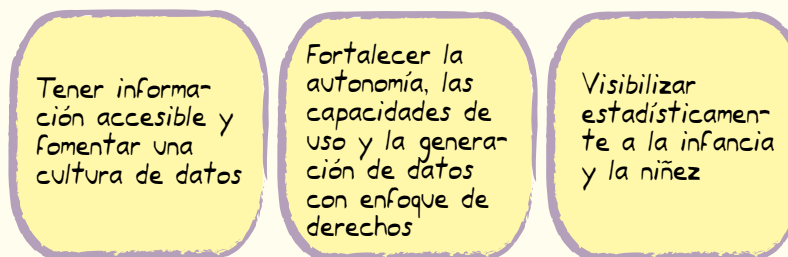 Tener informa-
ción accesible y
fomentar una
cultura de datos
Fortalecer la
autonomía, las
capacidades de
uso y la genera-
ción de datos
con enfoque de
derechos
Visibilizar
estadísticamen-
te a la infancia
y la niñez